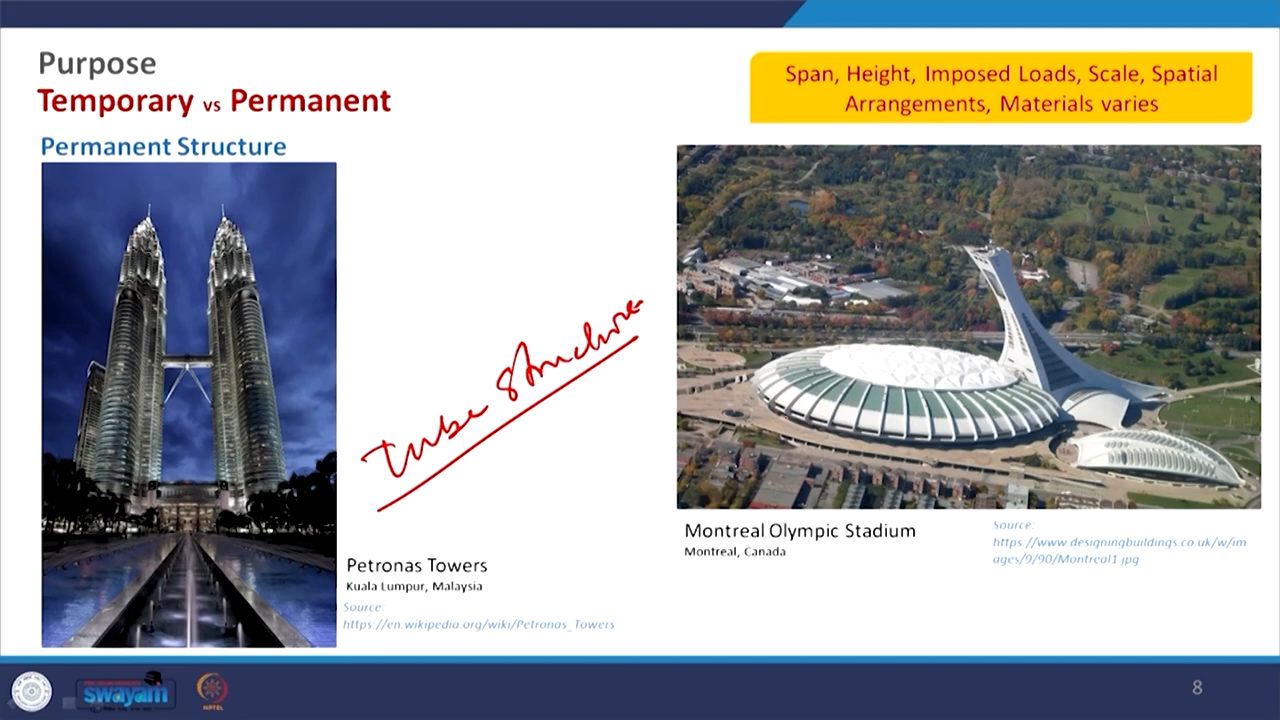 Purpose
Temporary vs Permanent
Span, Height, Imposed Loads, Scale, Spatial
Arrangements, Materials varies
Permanent Structure
Tube Structure
Montreal Olympic Stadium
Montreal, Canada
Source:
https://www.designingbuildings.co.uk/w/im
ages/9/90/Montreal1.jpg
Petronas Towers
Kuala Lumpur, Malaysia
Source:
https://en.wikipedia.org/wiki/Petronas_Towers
swayam
NPTEL
8